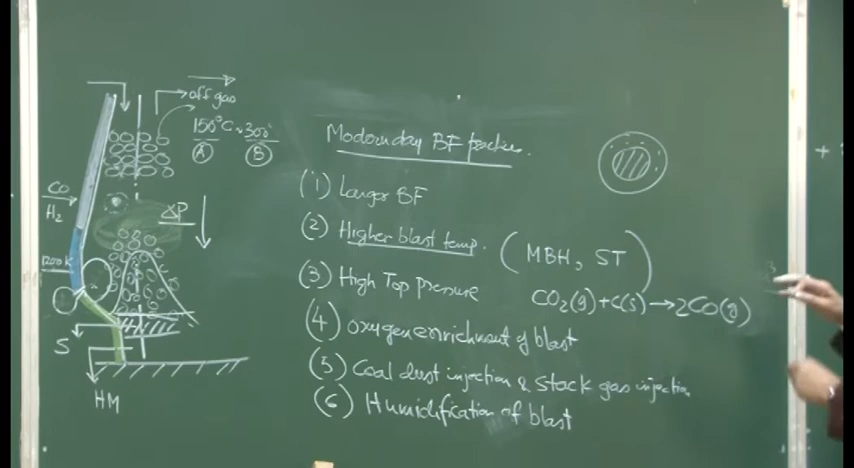 off gas
150°C ~ 300°
A B
CO
H₂
ΔP
1200 K
S
HM
Modern day BF Practices.
(1) Larger BF
(2) Higher blast temp. (MBH, ST)
(3) High Top pressure
CO₂(g)+C(s)→2CO(g)
(4) oxygen enrichment of blast
(5) Coal dust injection & stack gas injection
(6) Humidification of blast